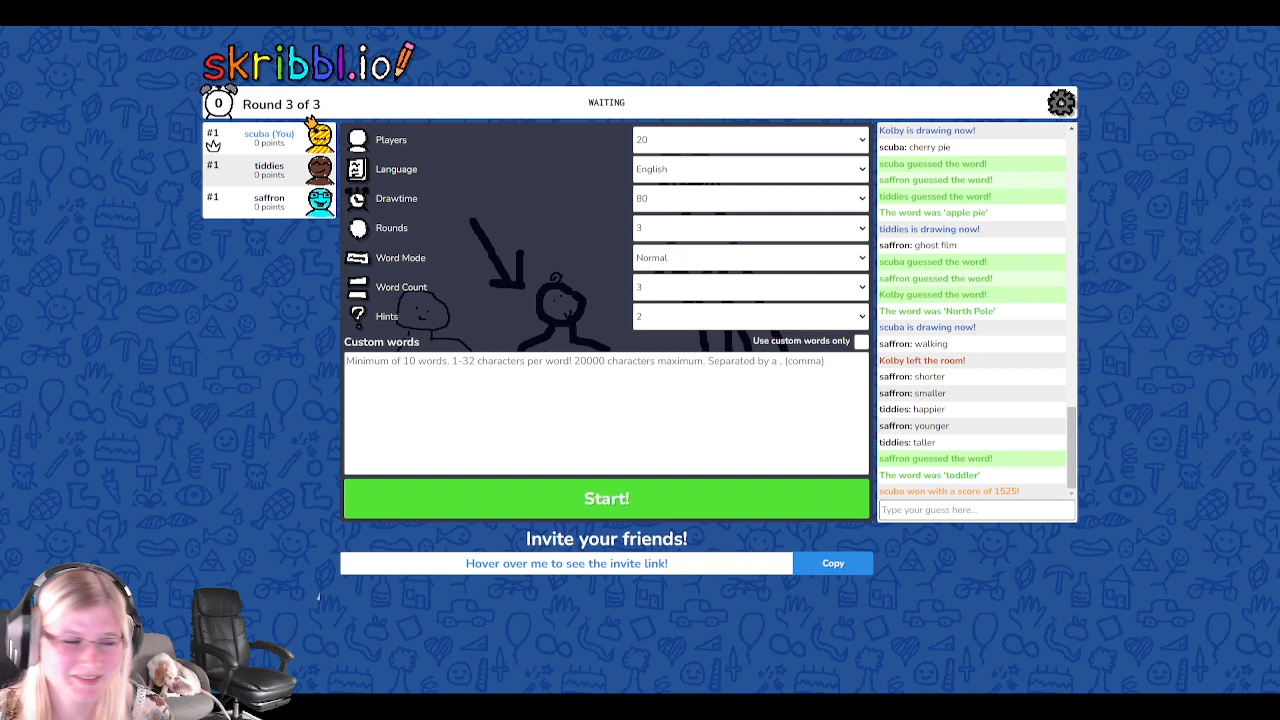 skribbl.io
0
Round 3 of 3
WAITING
#1
scuba (You)
0 points
#1
tiddies
0 points
#1
saffron
0 points
Players
20
Language
English
Drawtime
80
Rounds
3
Word Mode
Normal
Word Count
3
Hints
2
Custom words
Use custom words only
Minimum of 10 words. 1-32 characters per word! 20000 characters maximum. Separated by a , (comma)
Start!
Invite your friends!
Hover over me to see the invite link!
Copy
Kolby is drawing now!
scuba: cherry pie
scuba guessed the word!
saffron guessed the word!
tiddies guessed the word!
The word was 'apple pie'
tiddies is drawing now!
saffron: ghost film
scuba guessed the word!
saffron guessed the word!
Kolby guessed the word!
The word was 'North Pole'
scuba is drawing now!
saffron: walking
Kolby left the room!
saffron: shorter
saffron: smaller
tiddies: happier
saffron: younger
tiddies: taller
saffron guessed the word!
The word was 'toddler'
scuba won with a score of 1525!
Type your guess here...